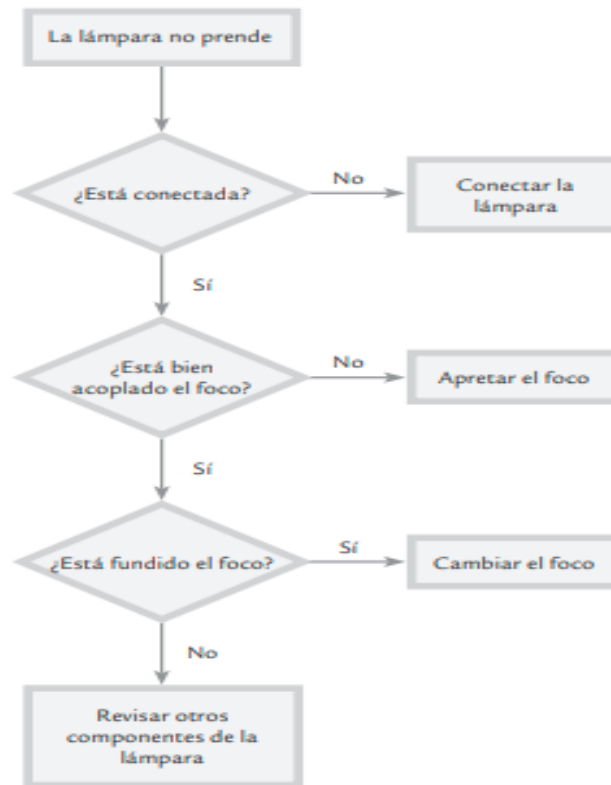 La lámpara no prende
¿Está conectada?
No
Conectar la
lámpara
Sí
¿Está bien
acoplado el foco?
No
Apretar el foco
Sí
¿Está fundido el foco?
Sí
Cambiar el foco
No
Revisar otros
componentes de la
lámpara